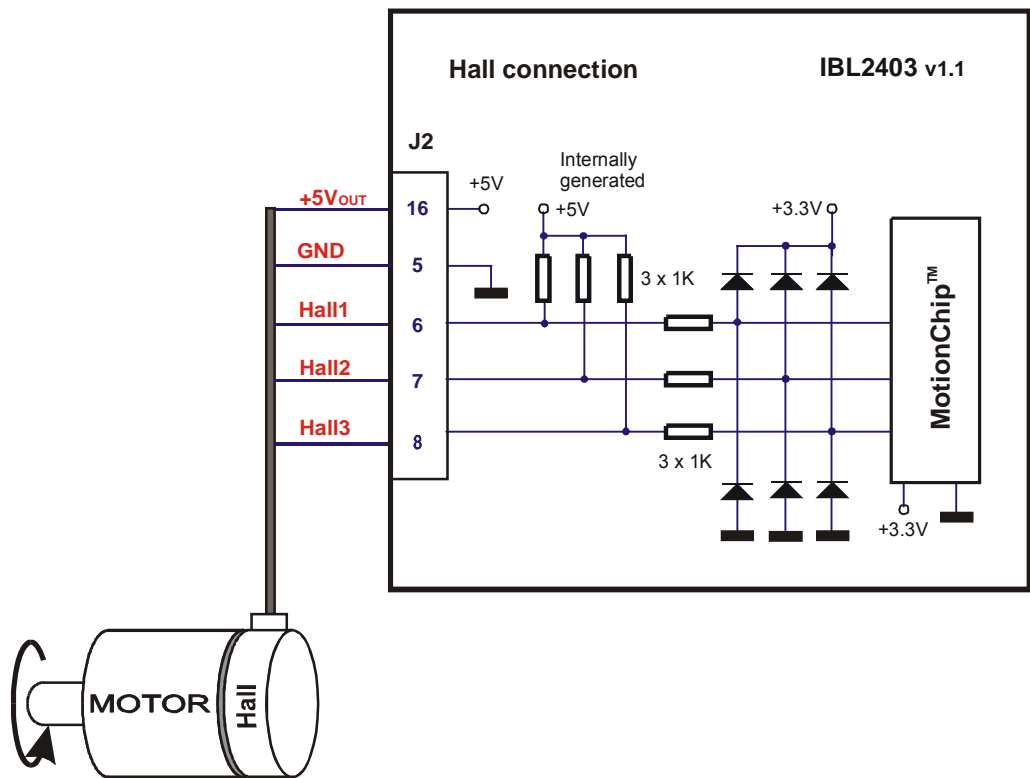 Hall connection
IBL2403 v1.1
J2
Internally
generated
+5V
+5V
+3.3V
+5VOUT
16
GND
5
3 x 1K
Hall1
6
Hall2
7
Hall3
8
3 x 1K
MotionChip™
+3.3V
MOTOR
Hall